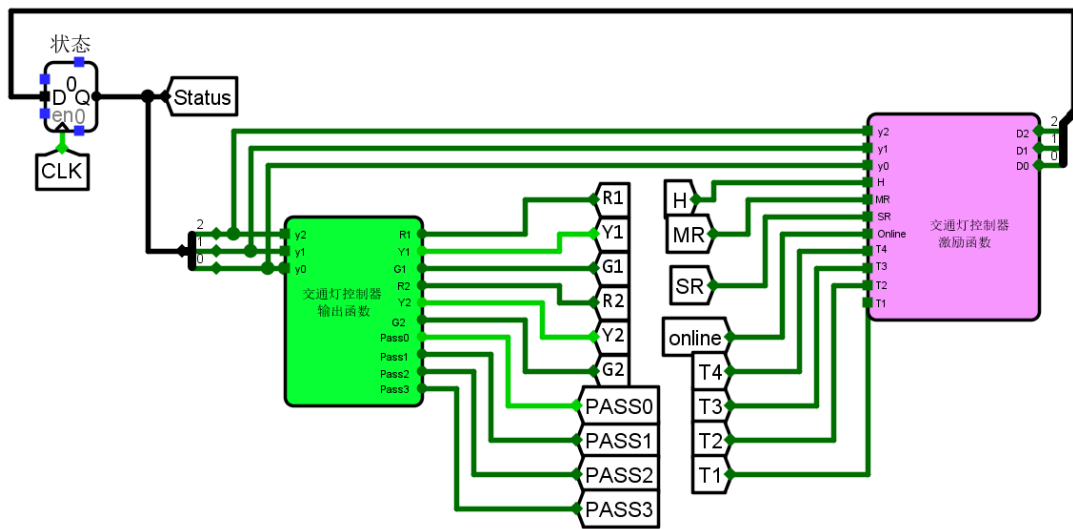 状态
0
D Q
en 0
CLK
Status
2
1
0
y2
y1
y0
交通灯控制器
输出函数
R1
Y1
G1
R2
Y2
G2
Pass0
Pass1
Pass2
Pass3
R1
Y1
G1
R2
Y2
G2
PASS0
PASS1
PASS2
PASS3
H
MR
SR
online
T4
T3
T2
T1
y2
y1
y0
H
MR
SR
Online
T4
T3
T2
T1
交通灯控制器
激励函数
D2
D1
D0
2
1
0